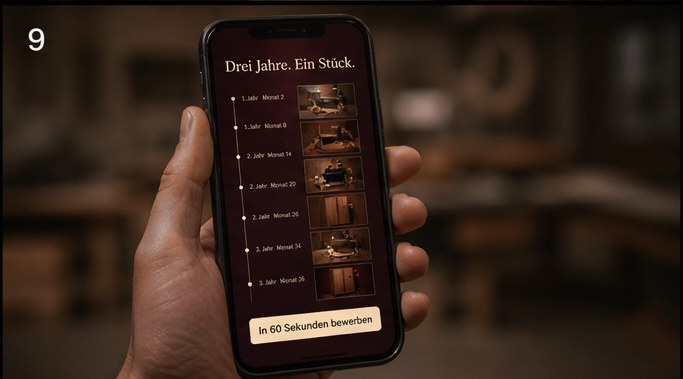 9
Drei Jahre. Ein Stück.
1. Jahr Monat 2
1. Jahr Monat 9
2. Jahr Monat 14
2. Jahr Monat 20
2. Jahr Monat 26
3. Jahr Monat 34
3. Jahr Monat 36
In 60 Sekunden bewerben